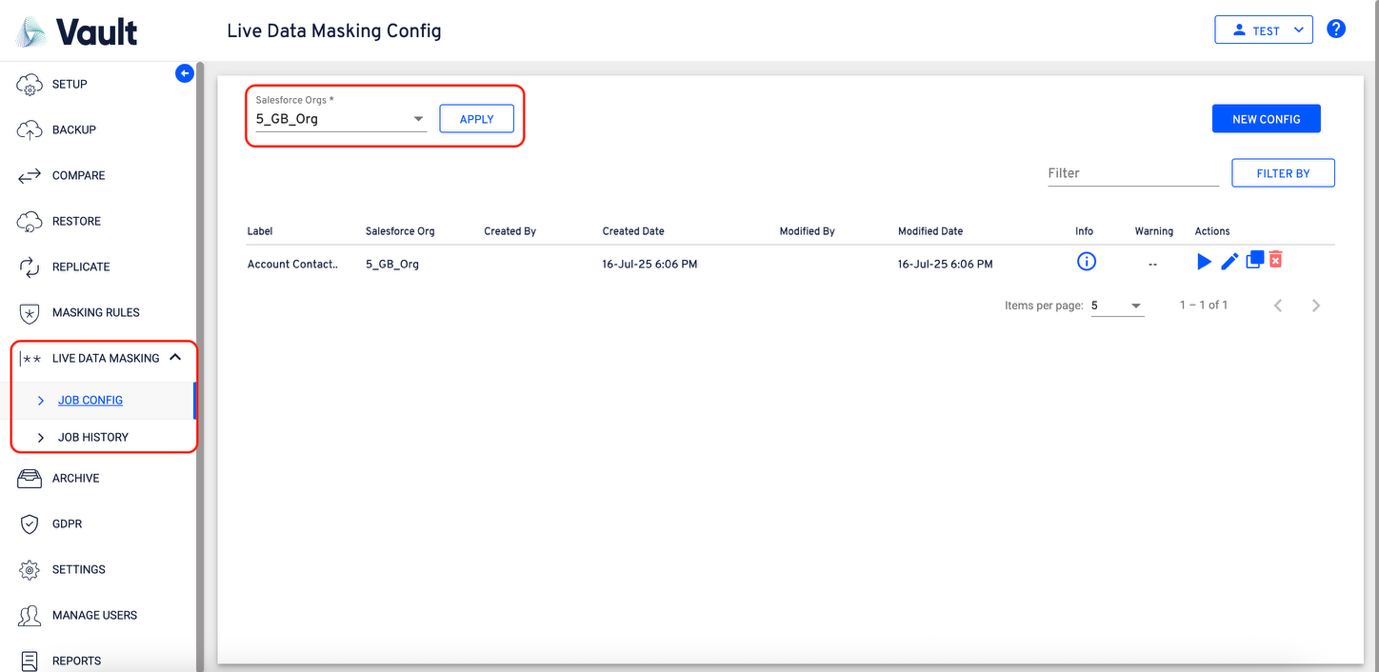 Vault
Live Data Masking Config
TEST
?
SETUP
BACKUP
COMPARE
RESTORE
REPLICATE
MASKING RULES
|** LIVE DATA MASKING
JOB CONFIG
JOB HISTORY
ARCHIVE
GDPR
SETTINGS
MANAGE USERS
REPORTS
Salesforce Orgs *
5_GB_Org
APPLY
NEW CONFIG
Filter
FILTER BY
Label Salesforce Org Created By Created Date Modified By Modified Date Info Warning Actions
Account Contact.. 5_GB_Org 16-Jul-25 6:06 PM 16-Jul-25 6:06 PM --
Items per page: 5 1 – 1 of 1